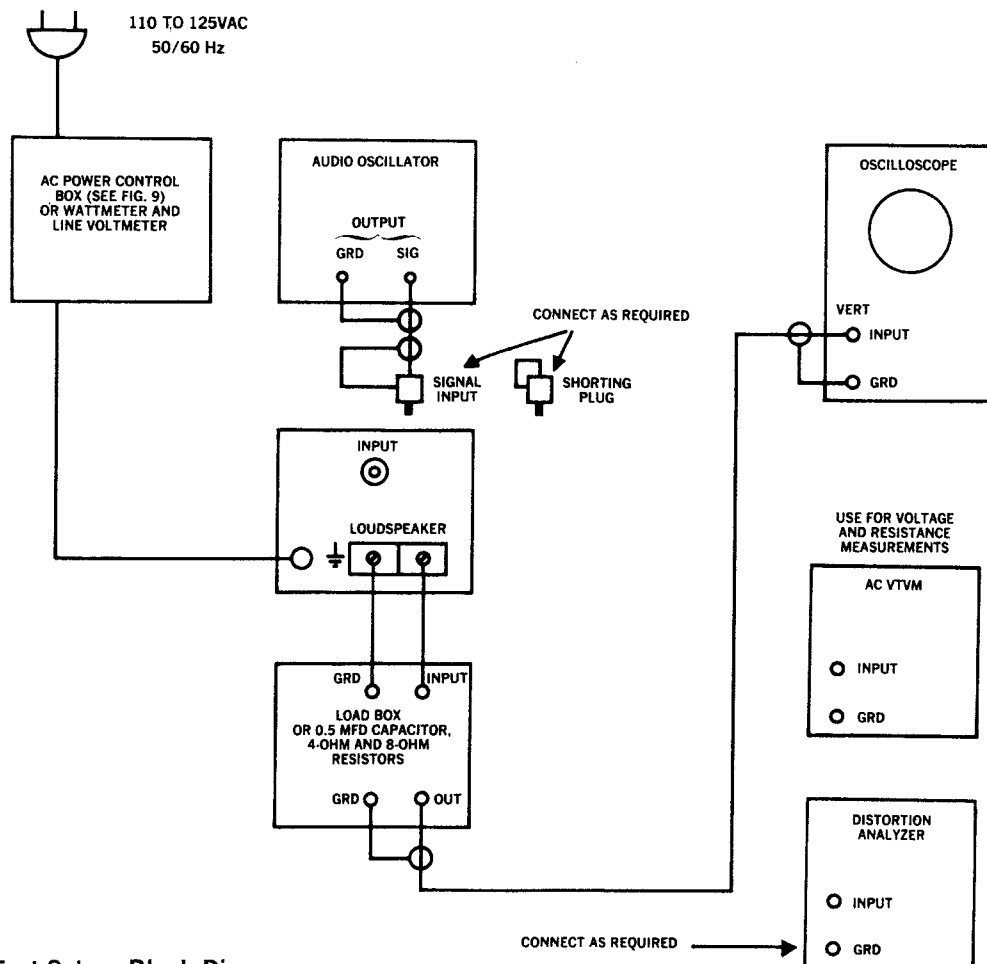 110 TO 125VAC
50/60 Hz
AC POWER CONTROL
BOX (SEE FIG. 9)
OR WATTMETER AND
LINE VOLTMETER
AUDIO OSCILLATOR
OUTPUT
GRD SIG
CONNECT AS REQUIRED
SIGNAL
INPUT
SHORTING
PLUG
OSCILLOSCOPE
VERT
INPUT
GRD
INPUT
LOUDSPEAKER
USE FOR VOLTAGE
AND RESISTANCE
MEASUREMENTS
AC VTVM
INPUT
GRD
GRD INPUT
LOAD BOX
OR 0.5 MFD CAPACITOR,
4-OHM AND 8-OHM
RESISTORS
GRD OUT
DISTORTION
ANALYZER
INPUT
GRD
CONNECT AS REQUIRED